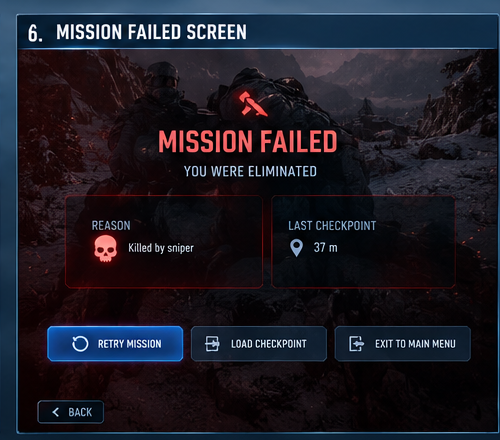 6. MISSION FAILED SCREEN
MISSION FAILED
YOU WERE ELIMINATED
REASON
Killed by sniper
LAST CHECKPOINT
37 m
RETRY MISSION
LOAD CHECKPOINT
EXIT TO MAIN MENU
BACK